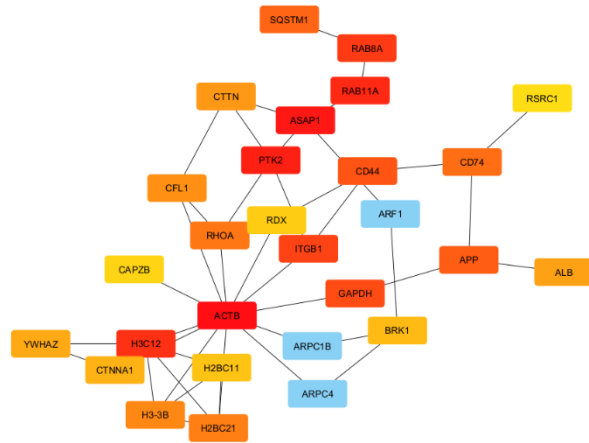 SQSTM1
RAB8A
RAB11A
CTTN
RSRC1
ASAP1
PTK2
CD44
CD74
CFL1
ARF1
RDX
RHOA
ITGB1
APP
CAPZB
ALB
GAPDH
ACTB
BRK1
YWHAZ
H3C12
ARPC1B
CTNNA1
H2BC11
ARPC4
H3-3B
H2BC21